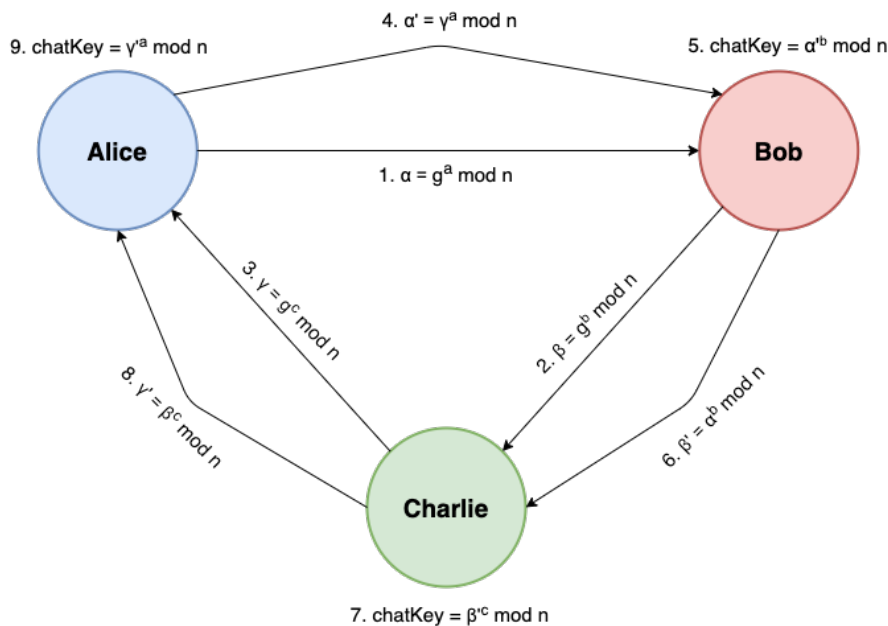 4. α' = γᵃ mod n
9. chatKey = γ'ᵃ mod n
5. chatKey = α'ᵇ mod n
Alice
Bob
1. α = gᵃ mod n
3. γ = gᶜ mod n
2. β = gᵇ mod n
8. γ' = βᶜ mod n
6. β' = αᵇ mod n
Charlie
7. chatKey = β'ᶜ mod n